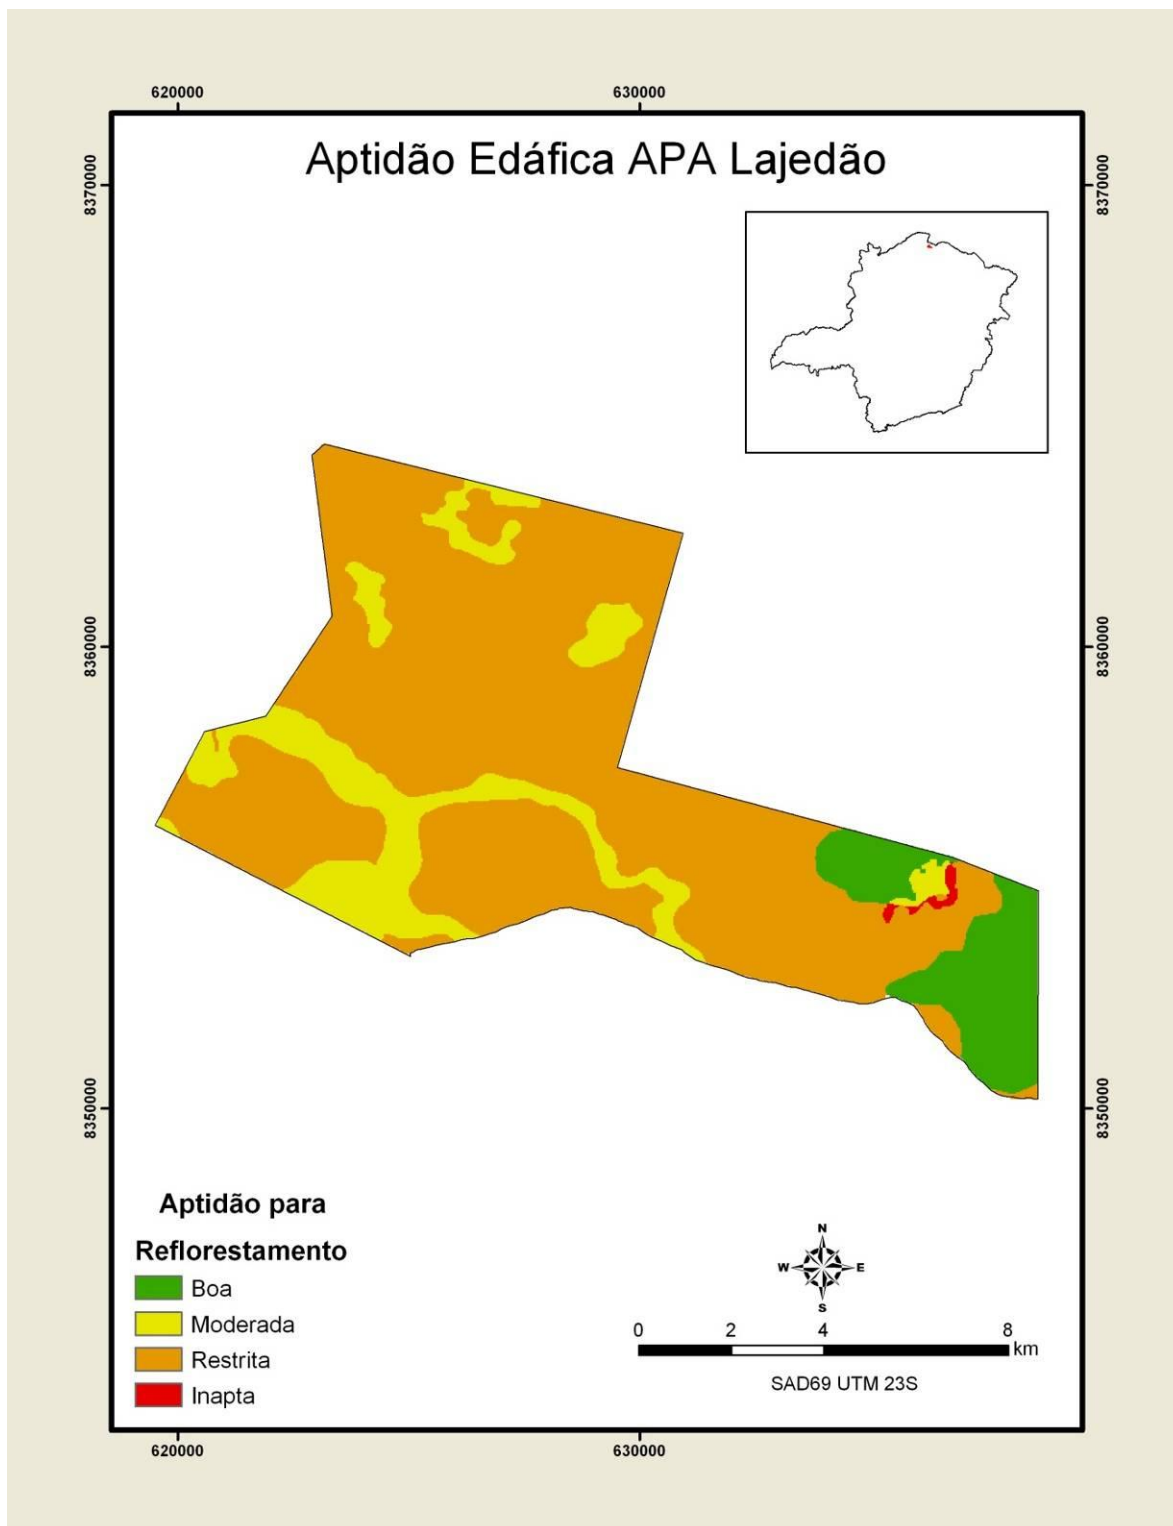 620000 630000
Aptidão Edáfica APA Lajedão
8370000 8370000
8360000 8360000
8350000 8350000
Aptidão para
Reflorestamento
Boa
Moderada
Restrita
Inapta
N
W E
S
0 2 4 8
km
SAD69 UTM 23S
620000 630000